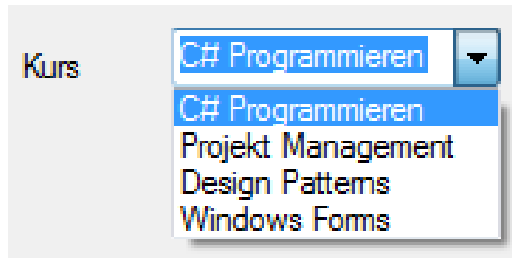 Kurs
C# Programmieren
C# Programmieren
Projekt Management
Design Patterns
Windows Forms